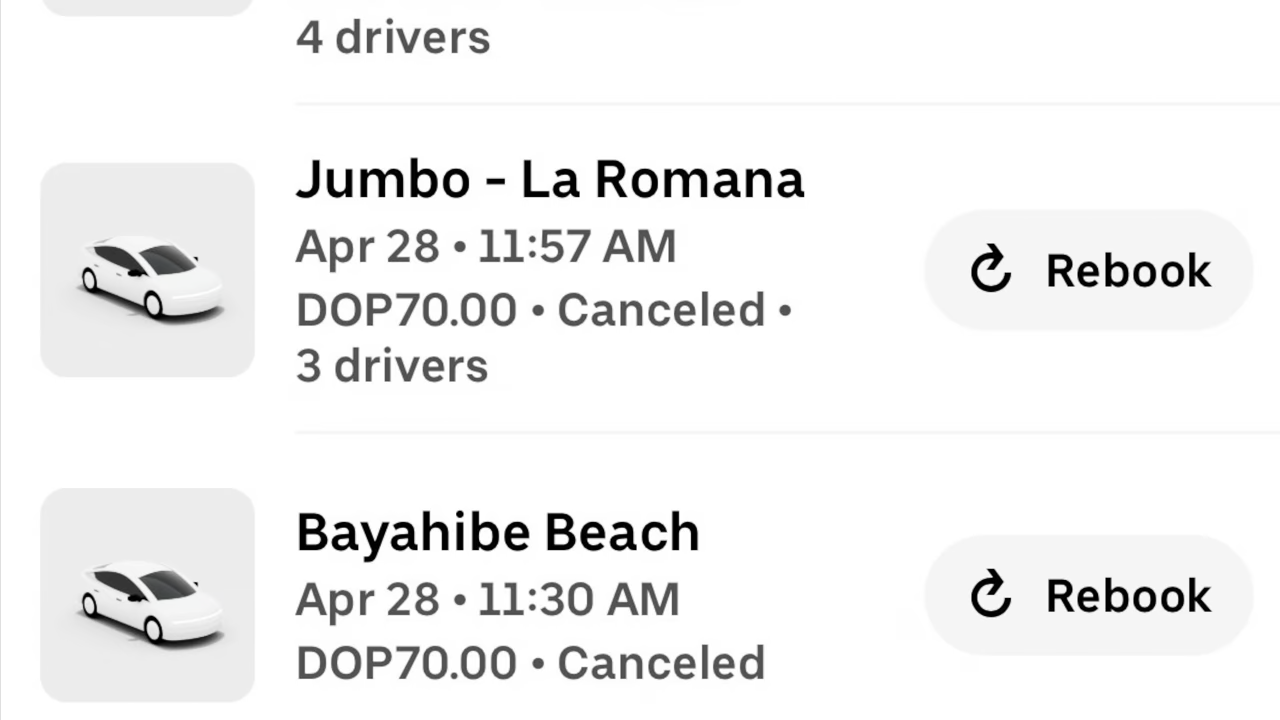 4 drivers
Jumbo - La Romana
Apr 28 • 11:57 AM
DOP70.00 • Canceled •
3 drivers
Rebook
Bayahibe Beach
Apr 28 • 11:30 AM
DOP70.00 • Canceled
Rebook